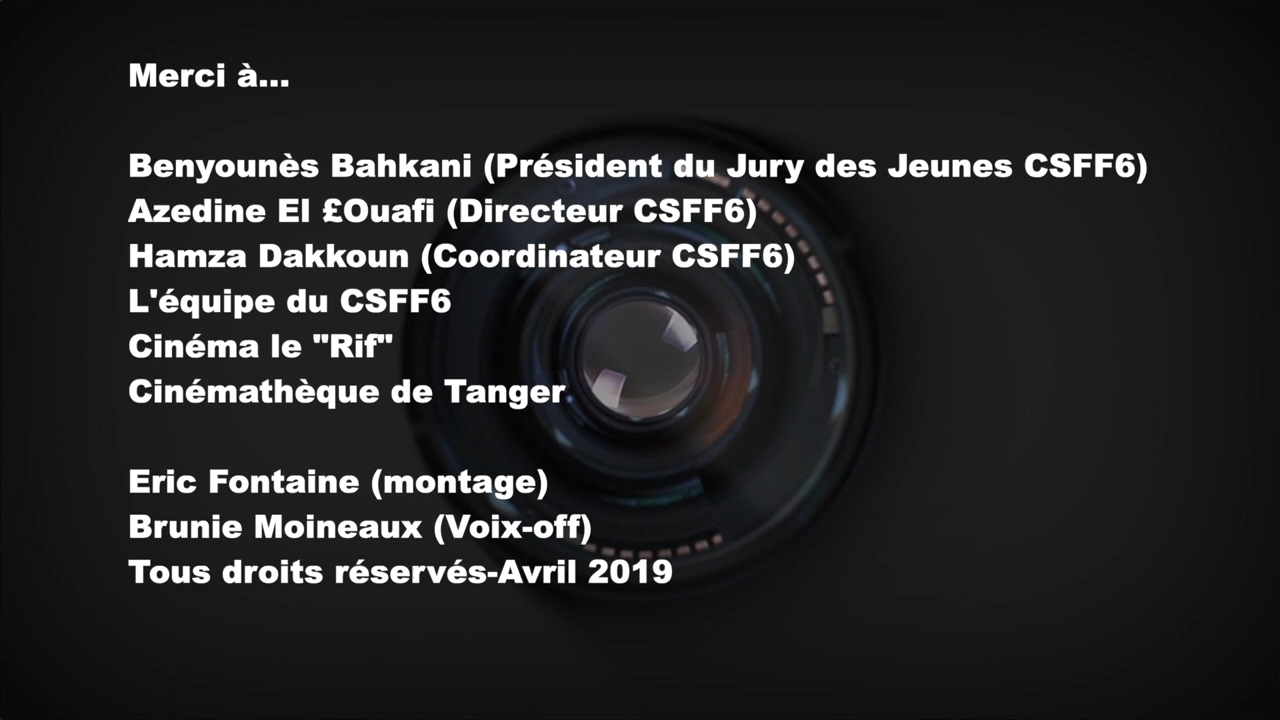 Merci à...
Benyounès Bahkani (Président du Jury des Jeunes CSFF6)
Azedine El £Ouafi (Directeur CSFF6)
Hamza Dakkoun (Coordinateur CSFF6)
L'équipe du CSFF6
Cinéma le "Rif"
Cinémathèque de Tanger
Eric Fontaine (montage)
Brunie Moineaux (Voix-off)
Tous droits réservés-Avril 2019